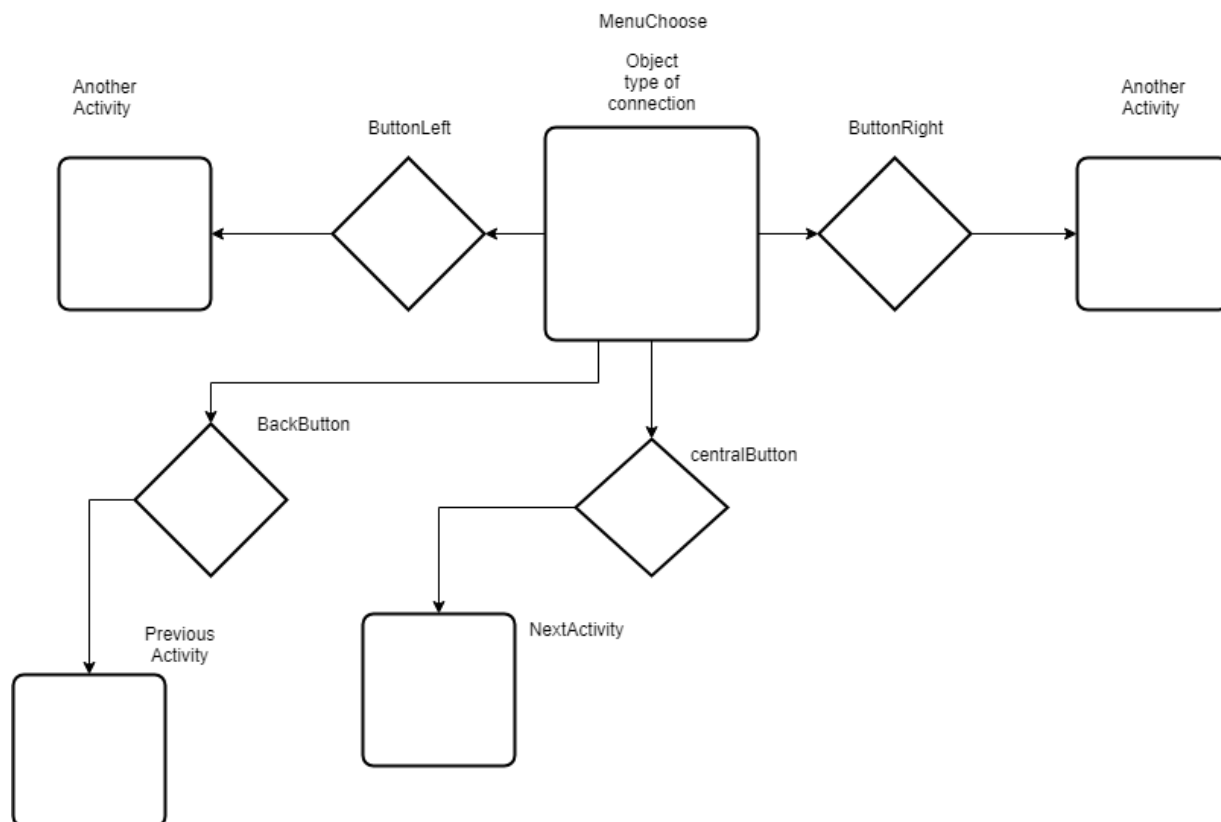 MenuChoose
Object
type of
connection
Another
Activity
ButtonLeft
ButtonRight
Another
Activity
BackButton
centralButton
Previous
Activity
NextActivity